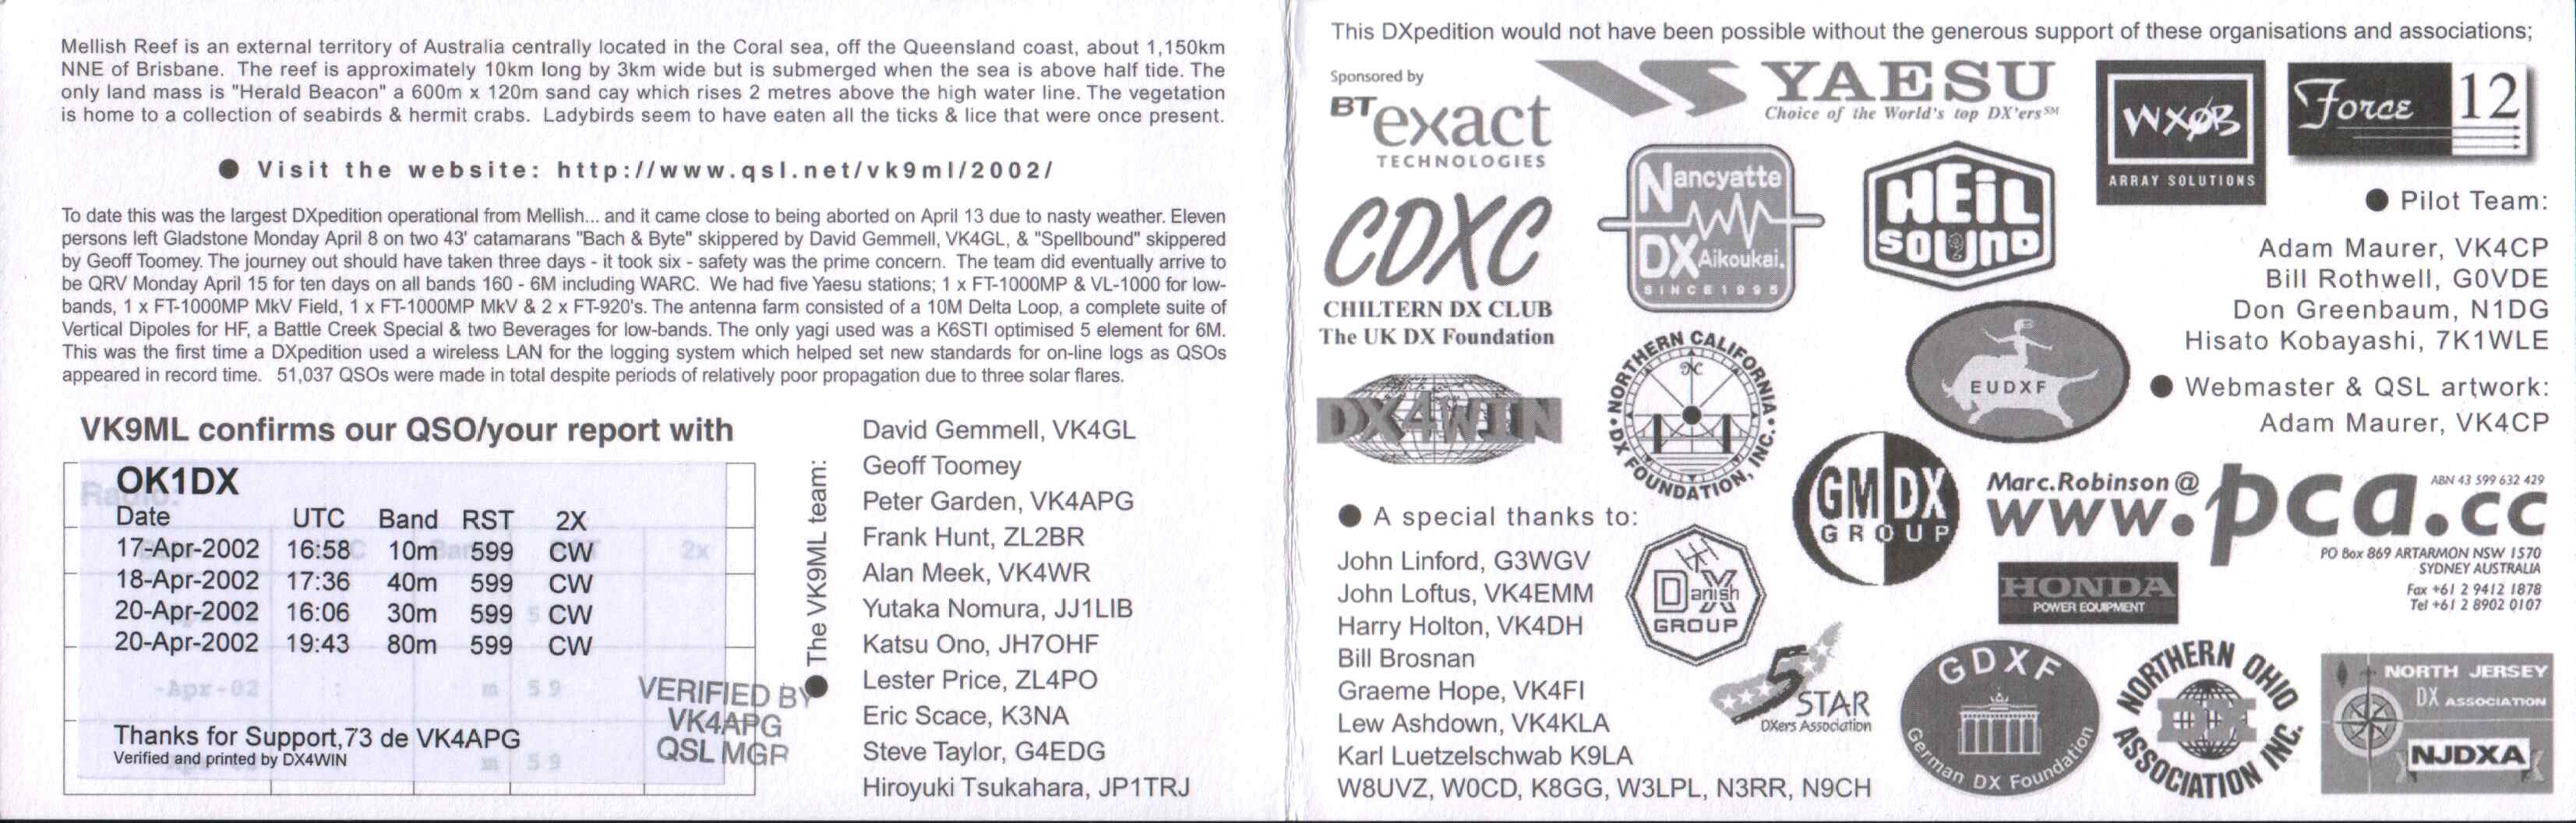 Mellish Reef is an external territory of Australia centrally located in the Coral sea, off the Queensland coast, about 1,150km
NNE of Brisbane. The reef is approximately 10km long by 3km wide but is submerged when the sea is above half tide. The
only land mass is "Herald Beacon" a 600m x 120m sand cay which rises 2 metres above the high water line. The vegetation
is home to a collection of seabirds & hermit crabs. Ladybirds seem to have eaten all the ticks & lice that were once present.
● Visit the website: http://www.qsl.net/vk9ml/2002/
To date this was the largest DXpedition operational from Mellish... and it came close to being aborted on April 13 due to nasty weather. Eleven
persons left Gladstone Monday April 8 on two 43' catamarans "Bach & Byte" skippered by David Gemmell, VK4GL, & "Spellbound" skippered
by Geoff Toomey. The journey out should have taken three days - it took six - safety was the prime concern. The team did eventually arrive to
be QRV Monday April 15 for ten days on all bands 160 - 6M including WARC. We had five Yaesu stations; 1 x FT-1000MP & VL-1000 for low-
bands, 1 x FT-1000MP MkV Field, 1 x FT-1000MP MkV & 2 x FT-920's. The antenna farm consisted of a 10M Delta Loop, a complete suite of
Vertical Dipoles for HF, a Battle Creek Special & two Beverages for low-bands. The only yagi used was a K6STI optimised 5 element for 6M.
This was the first time a DXpedition used a wireless LAN for the logging system which helped set new standards for on-line logs as QSOs
appeared in record time. 51,037 QSOs were made in total despite periods of relatively poor propagation due to three solar flares.
VK9ML confirms our QSO/your report with
OK1DX
Radio:
Date UTC Band RST 2X
17-Apr-2002 16:58 10m 599 CW
2x
18-Apr-2002 17:36 40m 599 CW
20-Apr-2002 16:06 30m 599 CW
20-Apr-2002 19:43 80m 599 CW
-Apr-02 : m 5 9
Thanks for Support,73 de VK4APG
Verified and printed by DX4WIN
m 5 9
VERIFIED BY
VK4APG
QSL MGR
● The VK9ML team:
David Gemmell, VK4GL
Geoff Toomey
Peter Garden, VK4APG
Frank Hunt, ZL2BR
Alan Meek, VK4WR
Yutaka Nomura, JJ1LIB
Katsu Ono, JH7OHF
Lester Price, ZL4PO
Eric Scace, K3NA
Steve Taylor, G4EDG
Hiroyuki Tsukahara, JP1TRJ
This DXpedition would not have been possible without the generous support of these organisations and associations;
Sponsored by
BTexact
TECHNOLOGIES
YAESU
Choice of the World's top DX'ers℠
WXØB
ARRAY SOLUTIONS
Force 12
CDXC
CHILTERN DX CLUB
The UK DX Foundation
Nancyatte
DX Aikoukai.
SINCE 1995
HEiL
SOUND
● Pilot Team:
Adam Maurer, VK4CP
Bill Rothwell, G0VDE
Don Greenbaum, N1DG
Hisato Kobayashi, 7K1WLE
● Webmaster & QSL artwork:
Adam Maurer, VK4CP
DX4WIN
NORTHERN CALIFORNIA
DX FOUNDATION, INC.
EUDXF
GMDX
GROUP
Marc.Robinson@
www.pca.cc
ABN 43 599 632 429
PO Box 869 ARTARMON NSW 1570
SYDNEY AUSTRALIA
Fax +61 2 9412 1878
Tel +61 2 8902 0107
● A special thanks to:
John Linford, G3WGV
John Loftus, VK4EMM
Harry Holton, VK4DH
Bill Brosnan
Graeme Hope, VK4FI
Lew Ashdown, VK4KLA
Karl Luetzelschwab K9LA
W8UVZ, W0CD, K8GG, W3LPL, N3RR, N9CH
Danish
DX
GROUP
HONDA
POWER EQUIPMENT
5 STAR
DXers Association
GDXF
German DX Foundation
NORTHERN OHIO
DX
ASSOCIATION INC.
NORTH JERSEY
DX ASSOCIATION
NJDXA